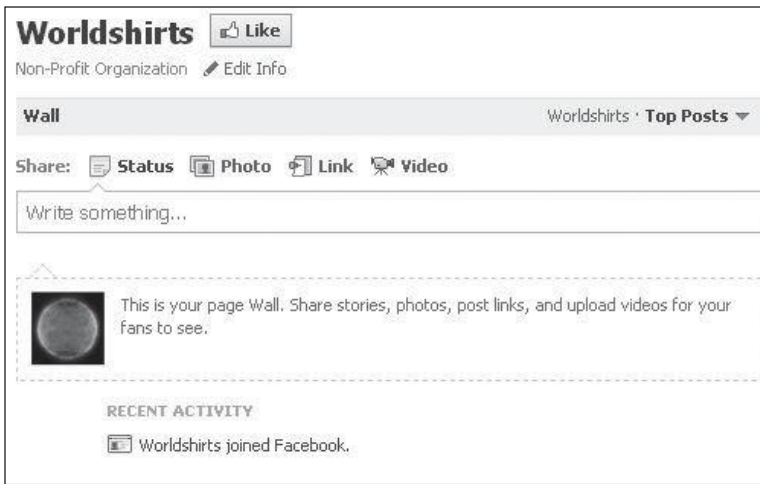 Worldshirts Like
Non-Profit Organization Edit Info
Wall Worldshirts · Top Posts
Share: Status Photo Link Video
Write something...
This is your page Wall. Share stories, photos, post links, and upload videos for your
fans to see.
RECENT ACTIVITY
Worldshirts joined Facebook.